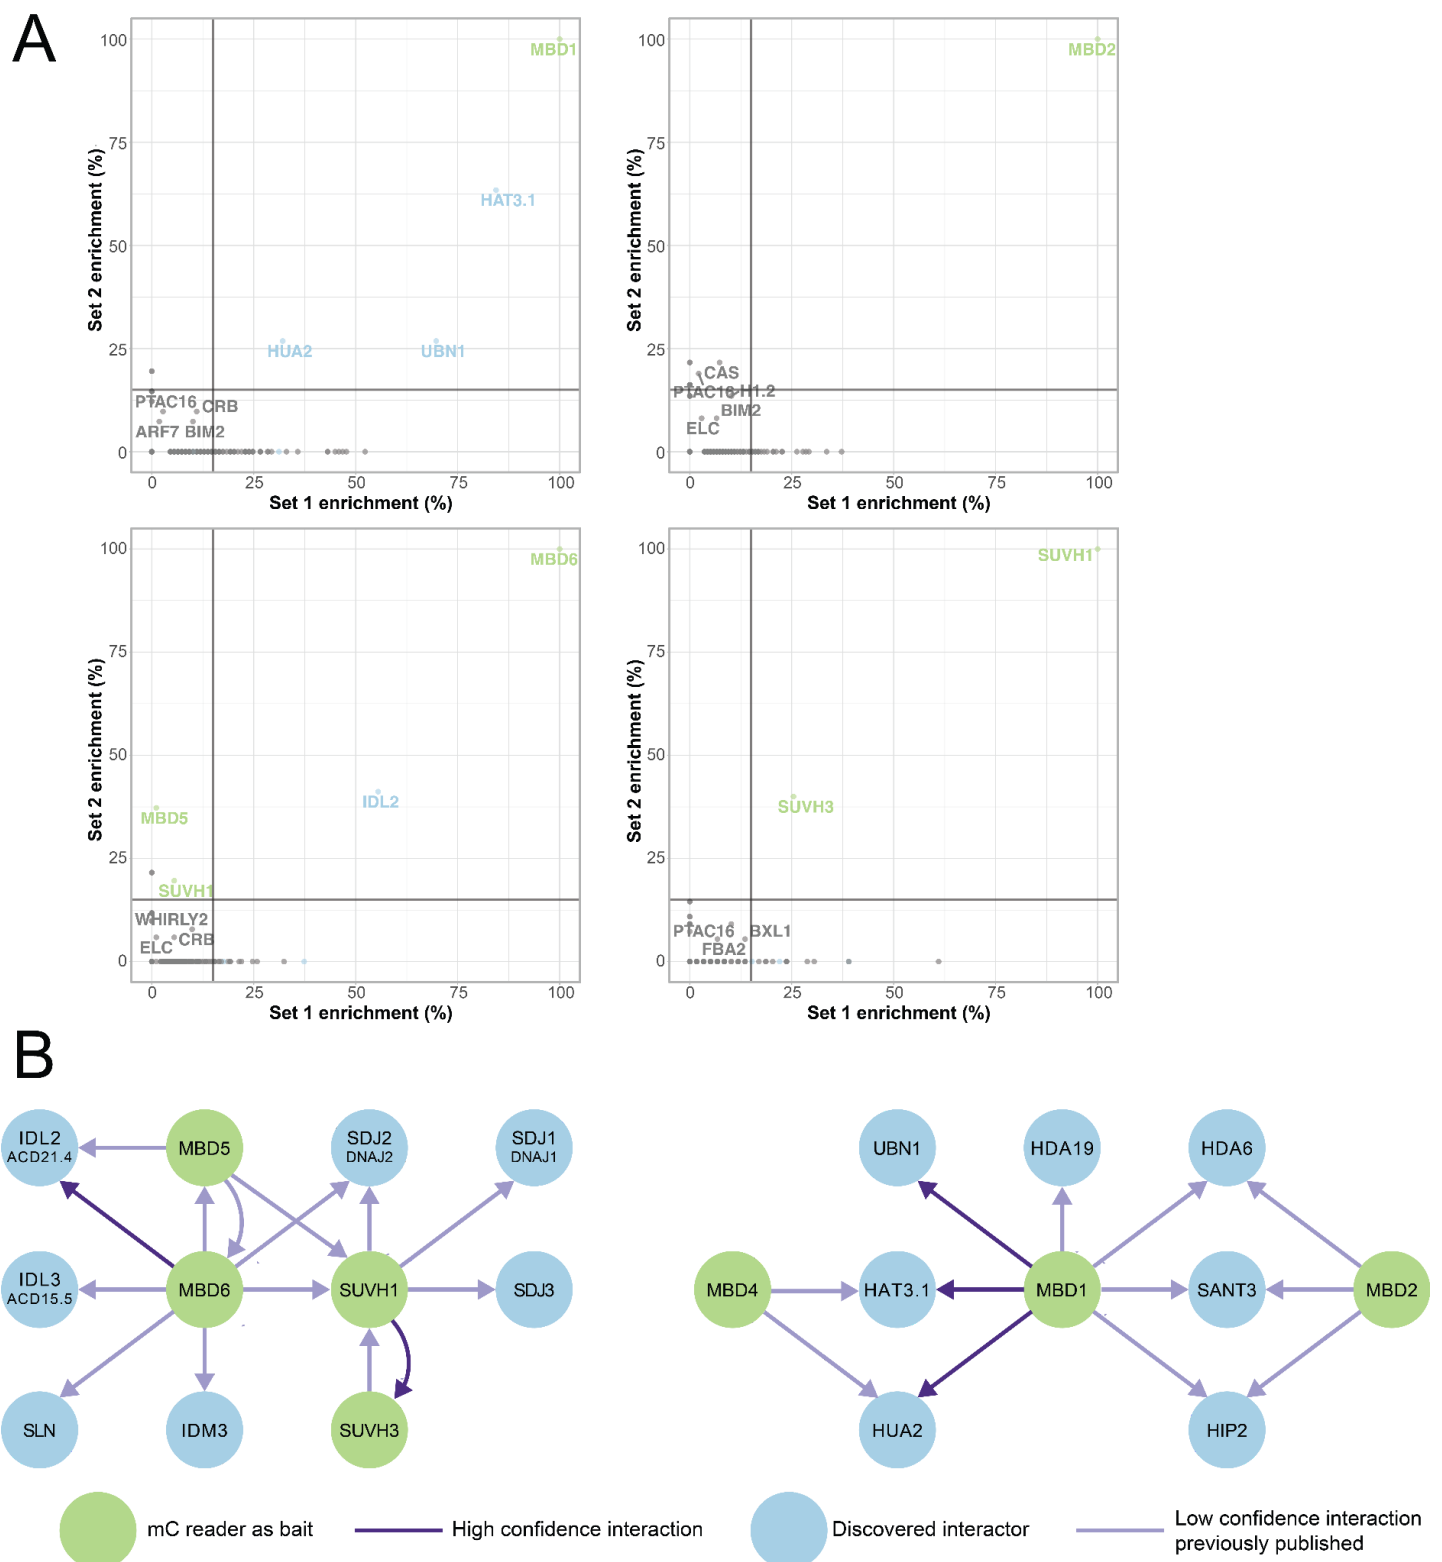 A
100
75
50
25
0
Set 2 enrichment (%)
MBD1
HAT3.1
HUA2
UBN1
PTAC16
CRB
ARF7
BIM2
0
25
50
75
100
Set 1 enrichment (%)
100
75
50
25
0
Set 2 enrichment (%)
MBD2
CAS
PTAC16
H1.2
BIM2
ELC
0
25
50
75
100
Set 1 enrichment (%)
100
75
50
25
0
Set 2 enrichment (%)
MBD6
IDL2
MBD5
SUVH1
WHIRLY2
CRB
ELC
0
25
50
75
100
Set 1 enrichment (%)
100
75
50
25
0
Set 2 enrichment (%)
SUVH1
SUVH3
PTAC16
BXL1
FBA2
0
25
50
75
100
Set 1 enrichment (%)
B
IDL2
ACD21.4
MBD5
SDJ2
DNAJ2
SDJ1
DNAJ1
IDL3
ACD15.5
MBD6
SUVH1
SDJ3
SLN
IDM3
SUVH3
UBN1
HDA19
HDA6
MBD4
HAT3.1
MBD1
SANT3
MBD2
HUA2
HIP2
mC reader as bait
High confidence interaction
Discovered interactor
Low confidence interaction
previously published